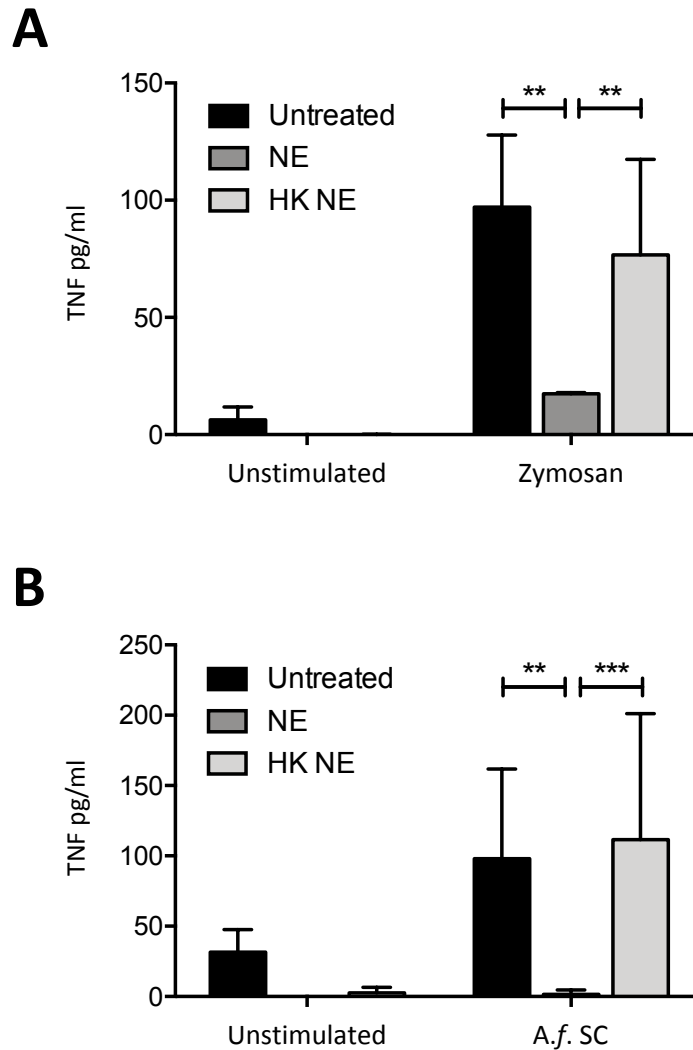 A
150
100
50
0
TNF pg/ml
Untreated
NE
HK NE
** **
Unstimulated Zymosan
B
250
200
150
100
50
0
TNF pg/ml
Untreated
NE
HK NE
** ***
Unstimulated A.f. SC